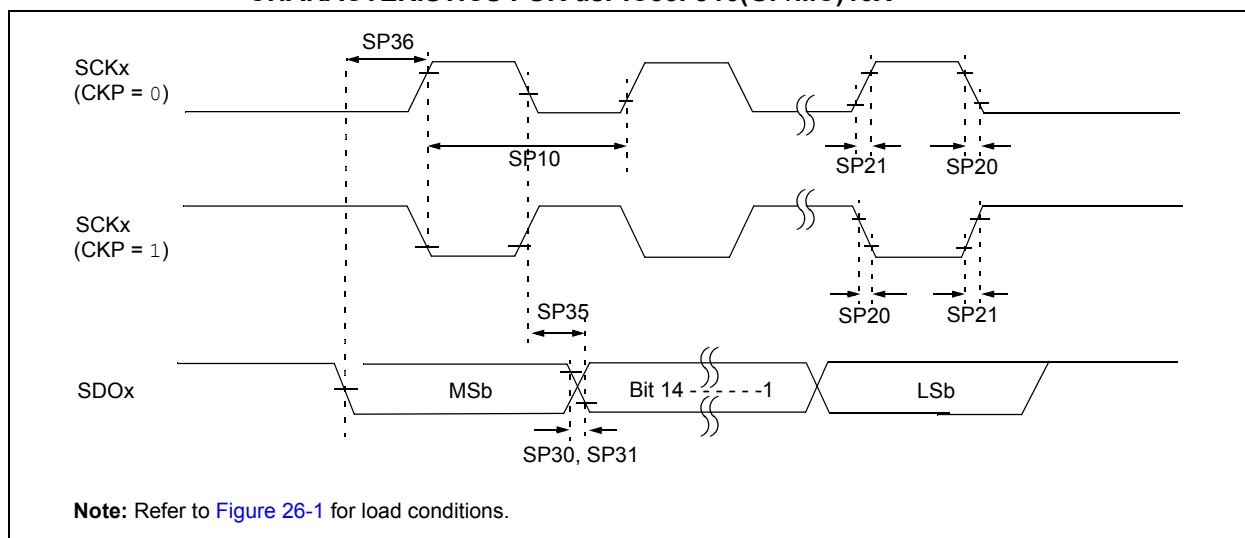 SP36
SCKx
(CKP = 0)
SP10
SP21
SP20
SCKx
(CKP = 1)
SP35
SP20
SP21
SDOx
MSb
Bit 14 - - - - - -1
LSb
SP30, SP31
Note: Refer to Figure 26-1 for load conditions.